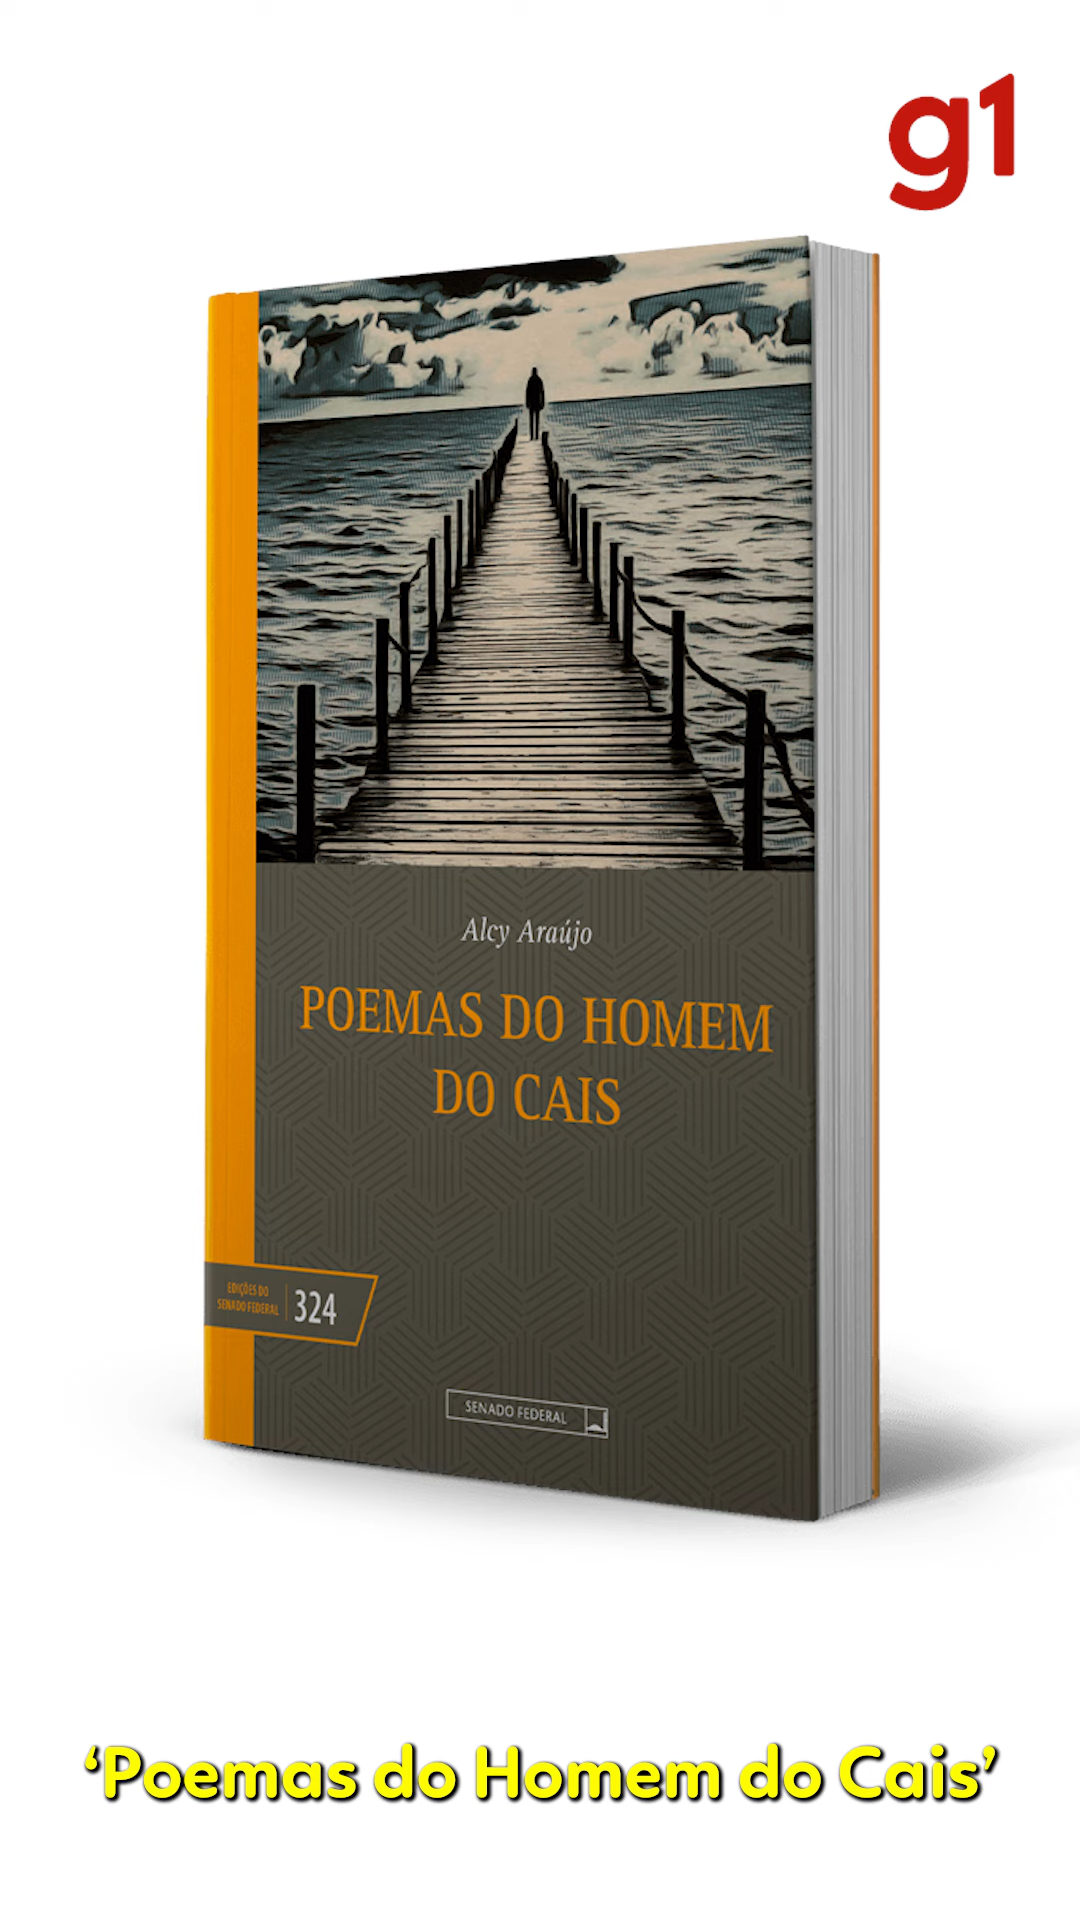 g1
Alcy Araújo
POEMAS DO HOMEM
DO CAIS
EDIÇÕES DO
SENADO FEDERAL
324
SENADO FEDERAL
‘Poemas do Homem do Cais’